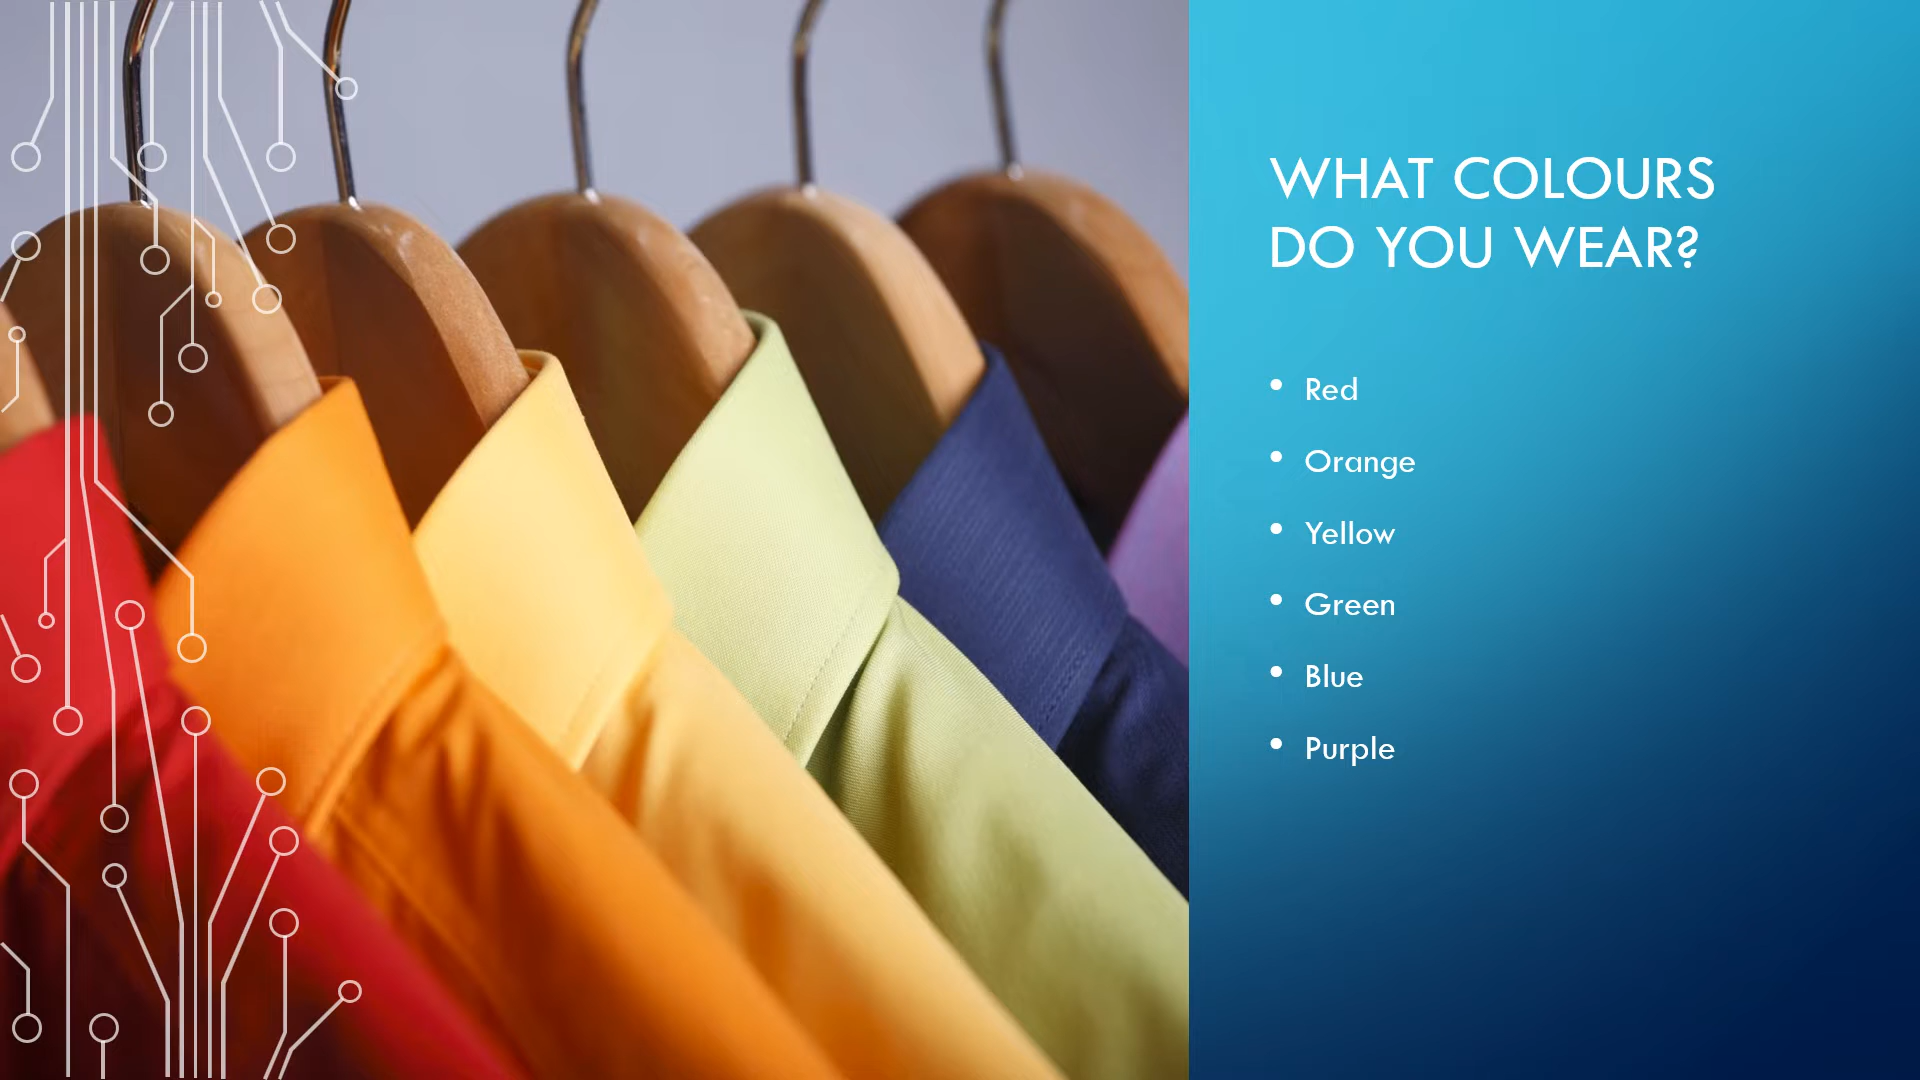 WHAT COLOURS
DO YOU WEAR?
• Red
• Orange
• Yellow
• Green
• Blue
• Purple